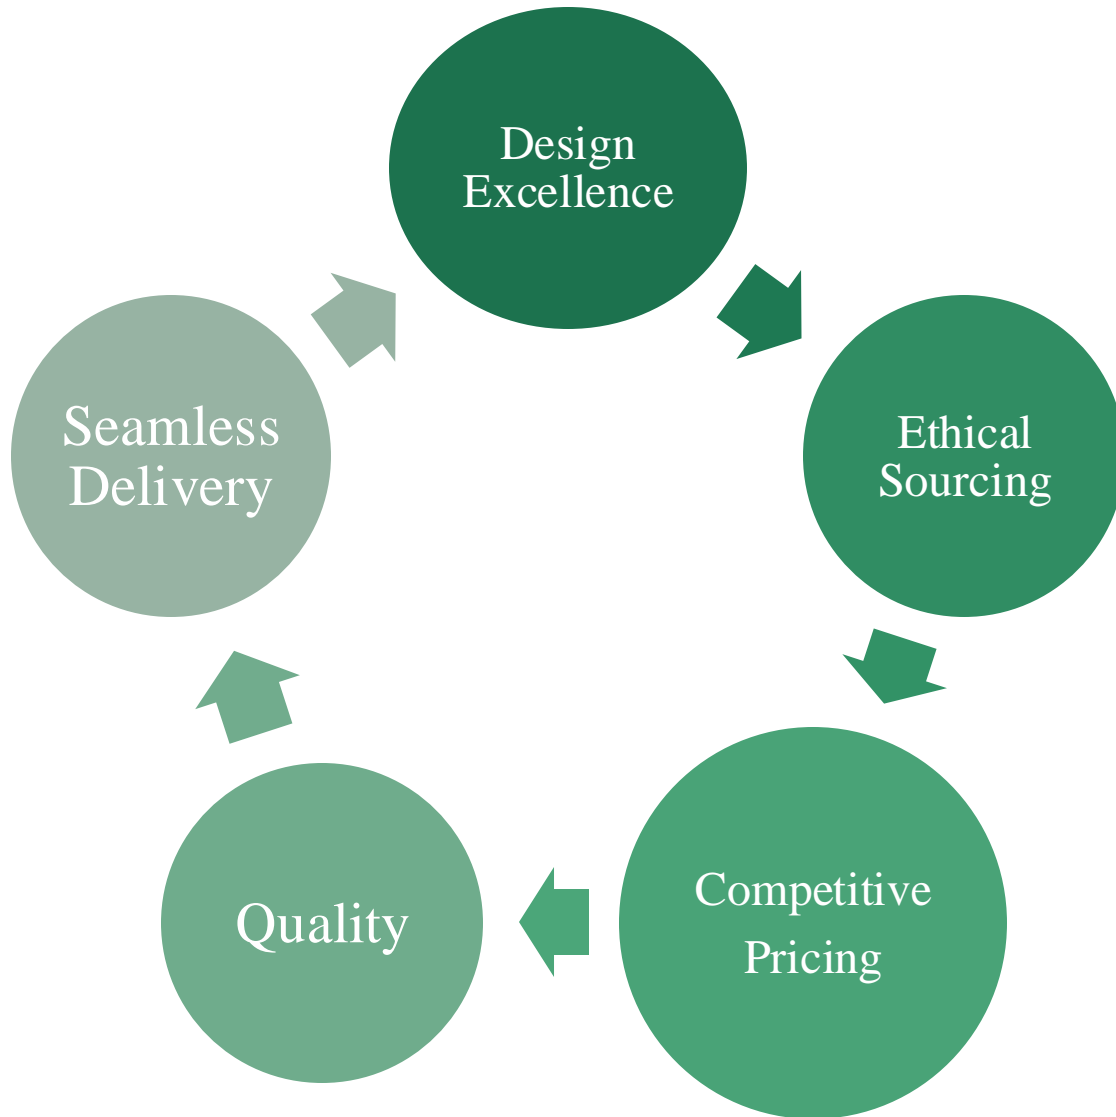 Design
Excellence
Ethical
Sourcing
Competitive
Pricing
Quality
Seamless
Delivery